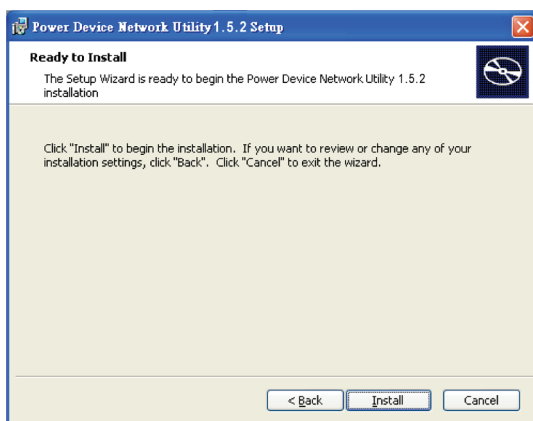 Power Device Network Utility 1.5.2 Setup
Ready to Install
The Setup Wizard is ready to begin the Power Device Network Utility 1.5.2
installation
Click "Install" to begin the installation. If you want to review or change any of your
installation settings, click "Back". Click "Cancel" to exit the wizard.
< Back
Install
Cancel